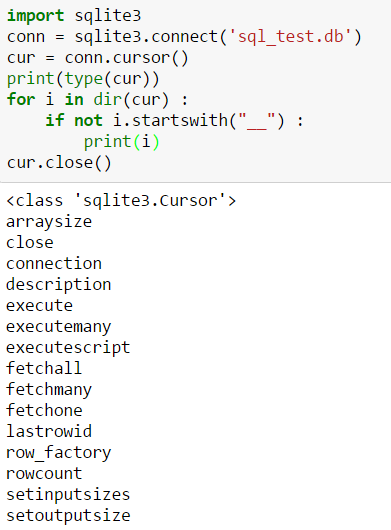 import sqlite3
conn = sqlite3.connect('sql_test.db')
cur = conn.cursor()
print(type(cur))
for i in dir(cur) :
    if not i.startswith("__") :
        print(i)
cur.close()
<class 'sqlite3.Cursor'>
arraysize
close
connection
description
execute
executemany
executescript
fetchall
fetchmany
fetchone
lastrowid
row_factory
rowcount
setinputsizes
setoutputsize